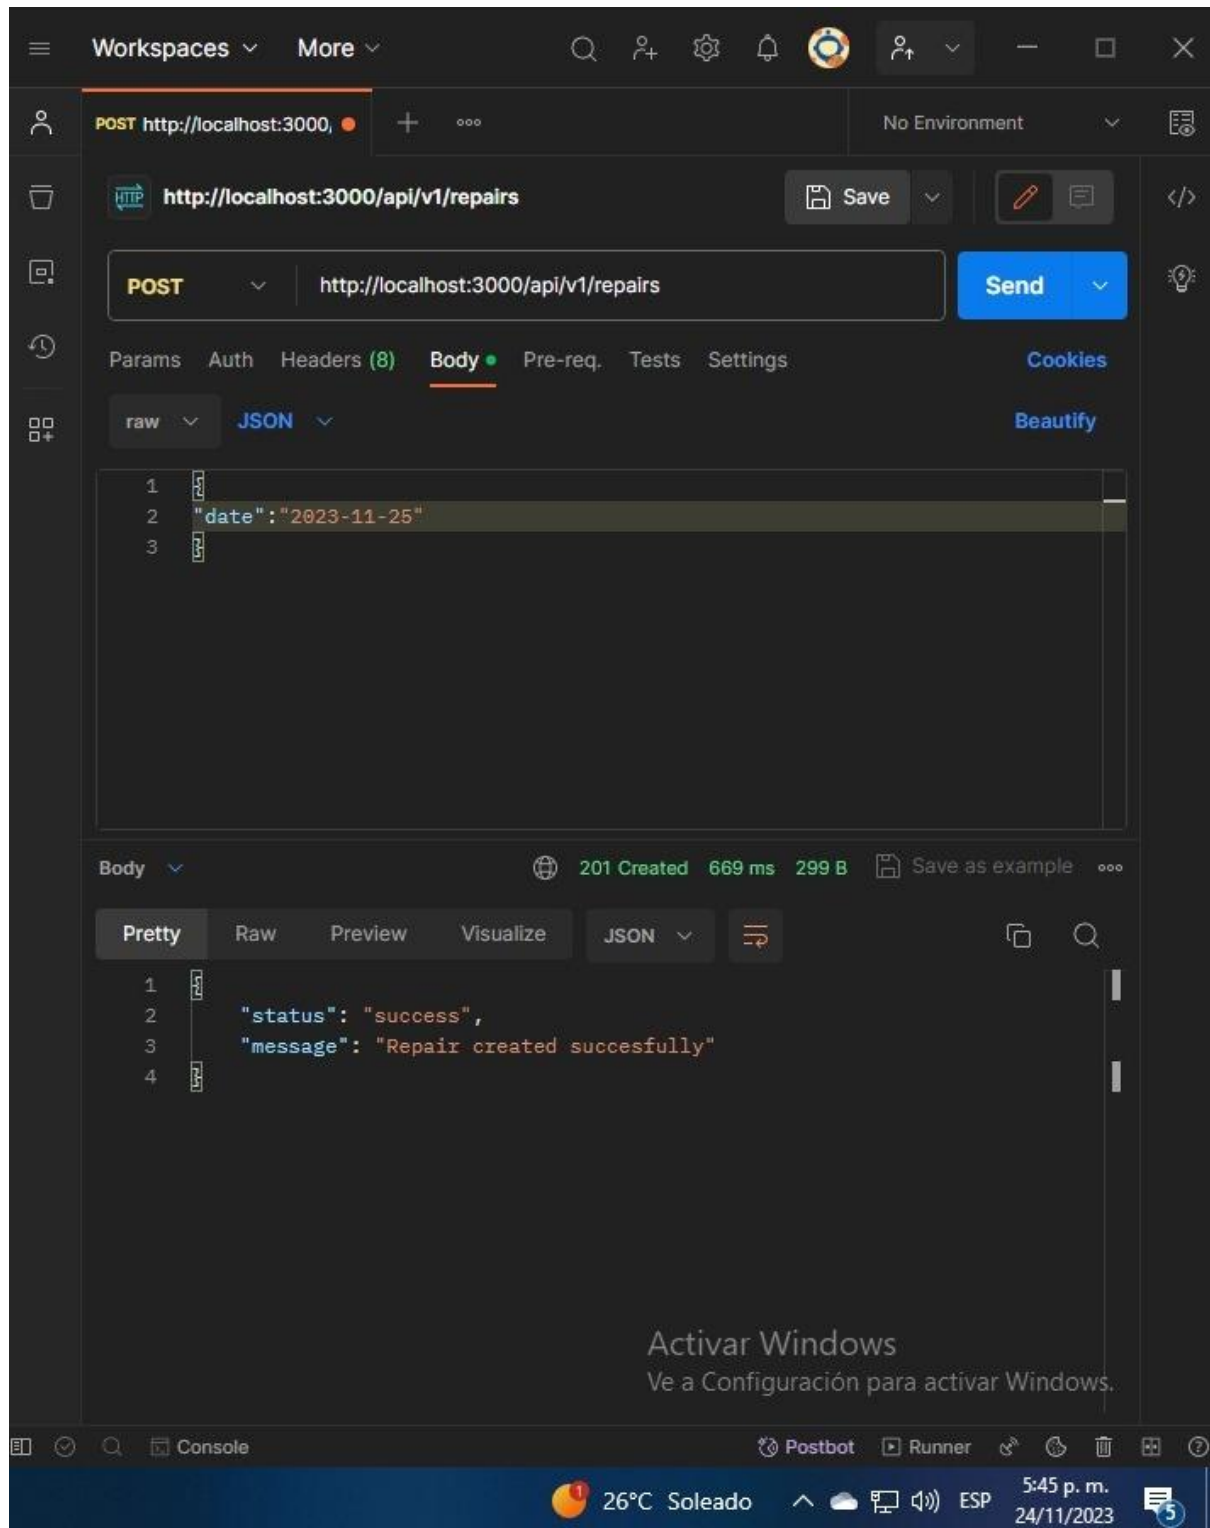 Workspaces More
POST http://localhost:3000/ No Environment
HTTP http://localhost:3000/api/v1/repairs Save </>
POST http://localhost:3000/api/v1/repairs Send
Params Auth Headers (8) Body Pre-req. Tests Settings Cookies
raw JSON Beautify
1 {
2 "date":"2023-11-25"
3 }
Body 201 Created 669 ms 299 B Save as example
Pretty Raw Preview Visualize JSON
1 {
2 "status": "success",
3 "message": "Repair created succesfully"
4 }
Activar Windows
Ve a Configuración para activar Windows.
Console Postbot Runner
1 26°C Soleado ESP 5:45 p. m.
24/11/2023 5